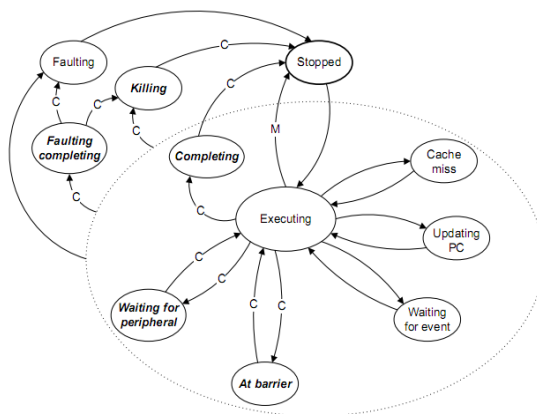 Faulting
C
Stopped
C
Killing
C
C
C
M
Faulting
completing
C
Completing
Cache
miss
C
C
Executing
Updating
PC
C
C
Waiting for
peripheral
C
C
Waiting
for event
At barrier